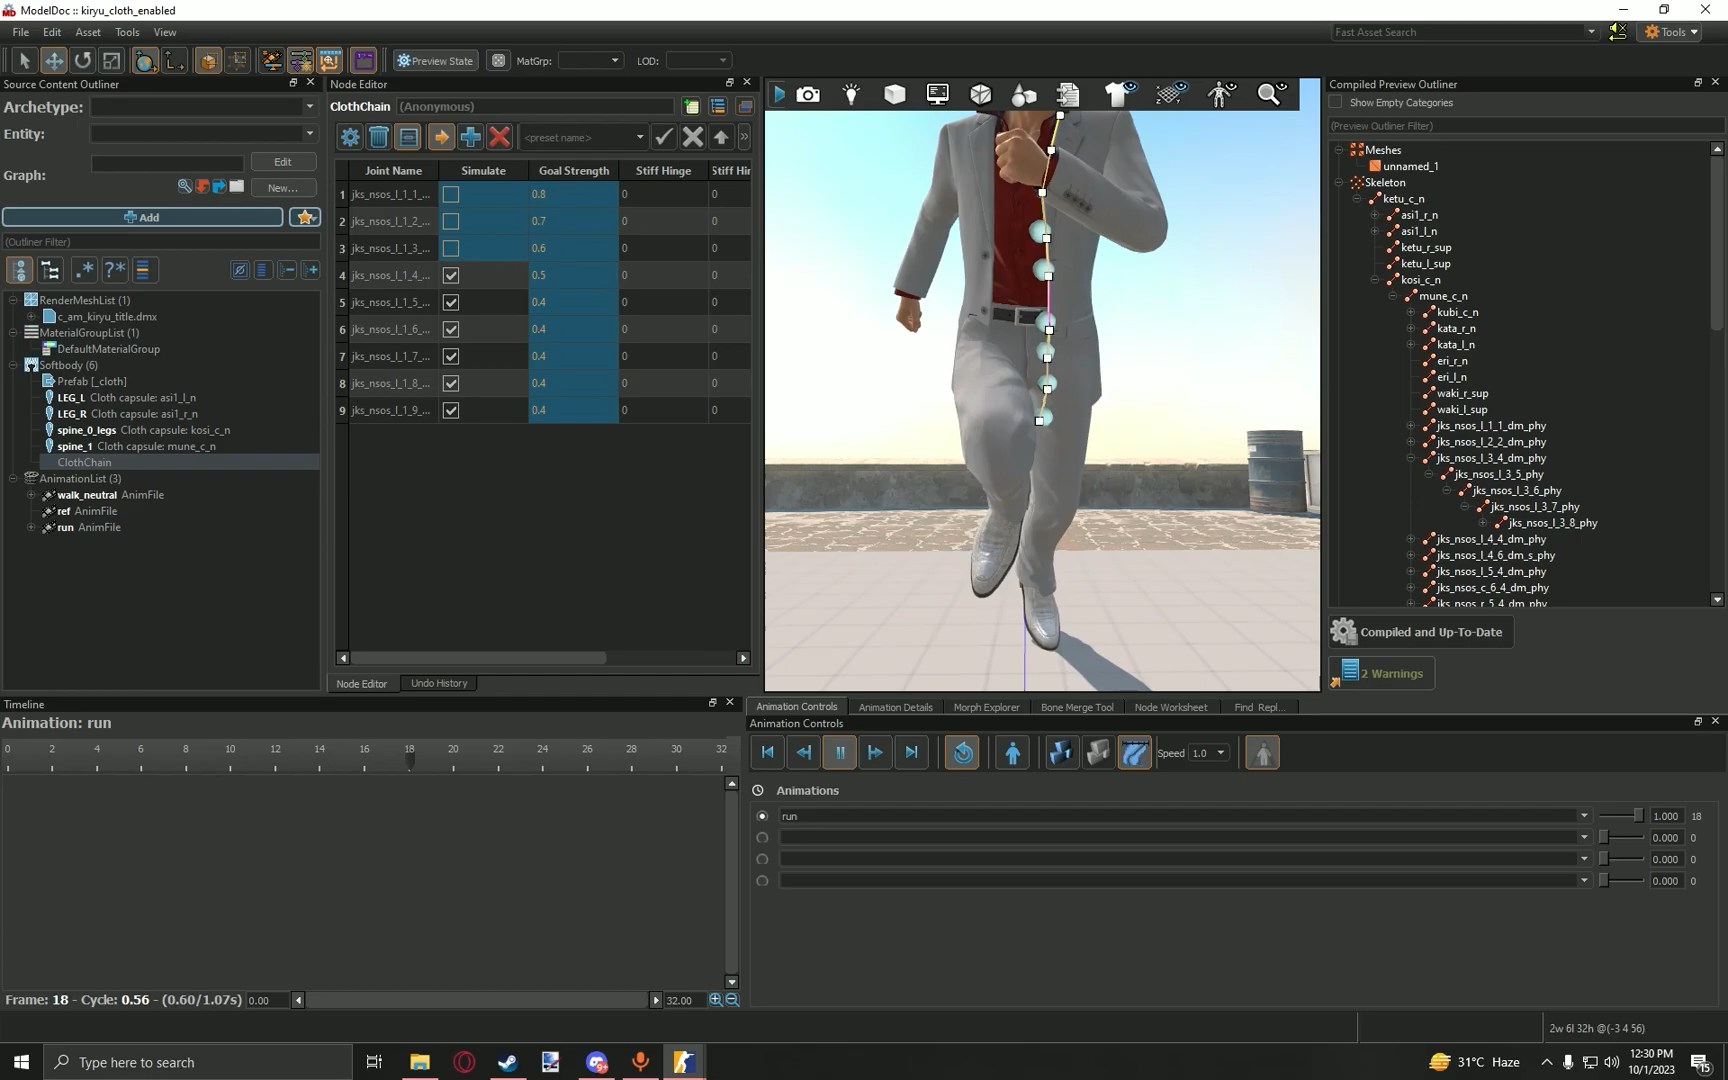 ModelDoc :: kiryu_cloth_enabled
File Edit Asset Tools View
Fast Asset Search
Tools
Preview State
MatGrp:
LOD:
Source Content Outliner
Archetype:
Entity:
Graph:
Edit
New...
Add
(Outliner Filter)
RenderMeshList (1)
c_am_kiryu_title.dmx
MaterialGroupList (1)
DefaultMaterialGroup
Softbody (6)
Prefab [_cloth]
LEG_L Cloth capsule: asi1_l_n
LEG_R Cloth capsule: asi1_r_n
spine_0_legs Cloth capsule: kosi_c_n
spine_1 Cloth capsule: mune_c_n
ClothChain
AnimationList (3)
walk_neutral AnimFile
ref AnimFile
run AnimFile
Node Editor
ClothChain (Anonymous)
<preset name>
Joint Name Simulate Goal Strength Stiff Hinge Stiff Hir
1 jks_nsos_l_1_1_... 0.8 0 0
2 jks_nsos_l_1_2_... 0.7 0 0
3 jks_nsos_l_1_3_... 0.6 0 0
4 jks_nsos_l_1_4_... 0.5 0 0
5 jks_nsos_l_1_5_... 0.4 0 0
6 jks_nsos_l_1_6_... 0.4 0 0
7 jks_nsos_l_1_7_... 0.4 0 0
8 jks_nsos_l_1_8_... 0.4 0 0
9 jks_nsos_l_1_9_... 0.4 0 0
Node Editor Undo History
Compiled Preview Outliner
Show Empty Categories
(Preview Outliner Filter)
Meshes
unnamed_1
Skeleton
ketu_c_n
asi1_r_n
asi1_l_n
ketu_r_sup
ketu_l_sup
kosi_c_n
mune_c_n
kubi_c_n
kata_r_n
kata_l_n
eri_r_n
eri_l_n
waki_r_sup
waki_l_sup
jks_nsos_l_1_1_dm_phy
jks_nsos_l_2_2_dm_phy
jks_nsos_l_3_4_dm_phy
jks_nsos_l_3_5_phy
jks_nsos_l_3_6_phy
jks_nsos_l_3_7_phy
jks_nsos_l_3_8_phy
jks_nsos_l_4_4_dm_phy
jks_nsos_l_4_6_dm_s_phy
jks_nsos_l_5_4_dm_phy
jks_nsos_c_6_4_dm_phy
jks_nsos_r_5_4_dm_phy
Compiled and Up-To-Date
2 Warnings
Timeline
Animation: run
0 2 4 6 8 10 12 14 16 18 20 22 24 26 28 30 32
Frame: 18 - Cycle: 0.56 - (0.60/1.07s) 0.00 32.00
Animation Controls Animation Details Morph Explorer Bone Merge Tool Node Worksheet Find Repl...
Animation Controls
Speed 1.0
Animations
run 1.000 18
0.000 0
0.000 0
0.000 0
2w 6l 32h @(-3 4 56)
Type here to search
31°C Haze
12:30 PM
10/1/2023
15